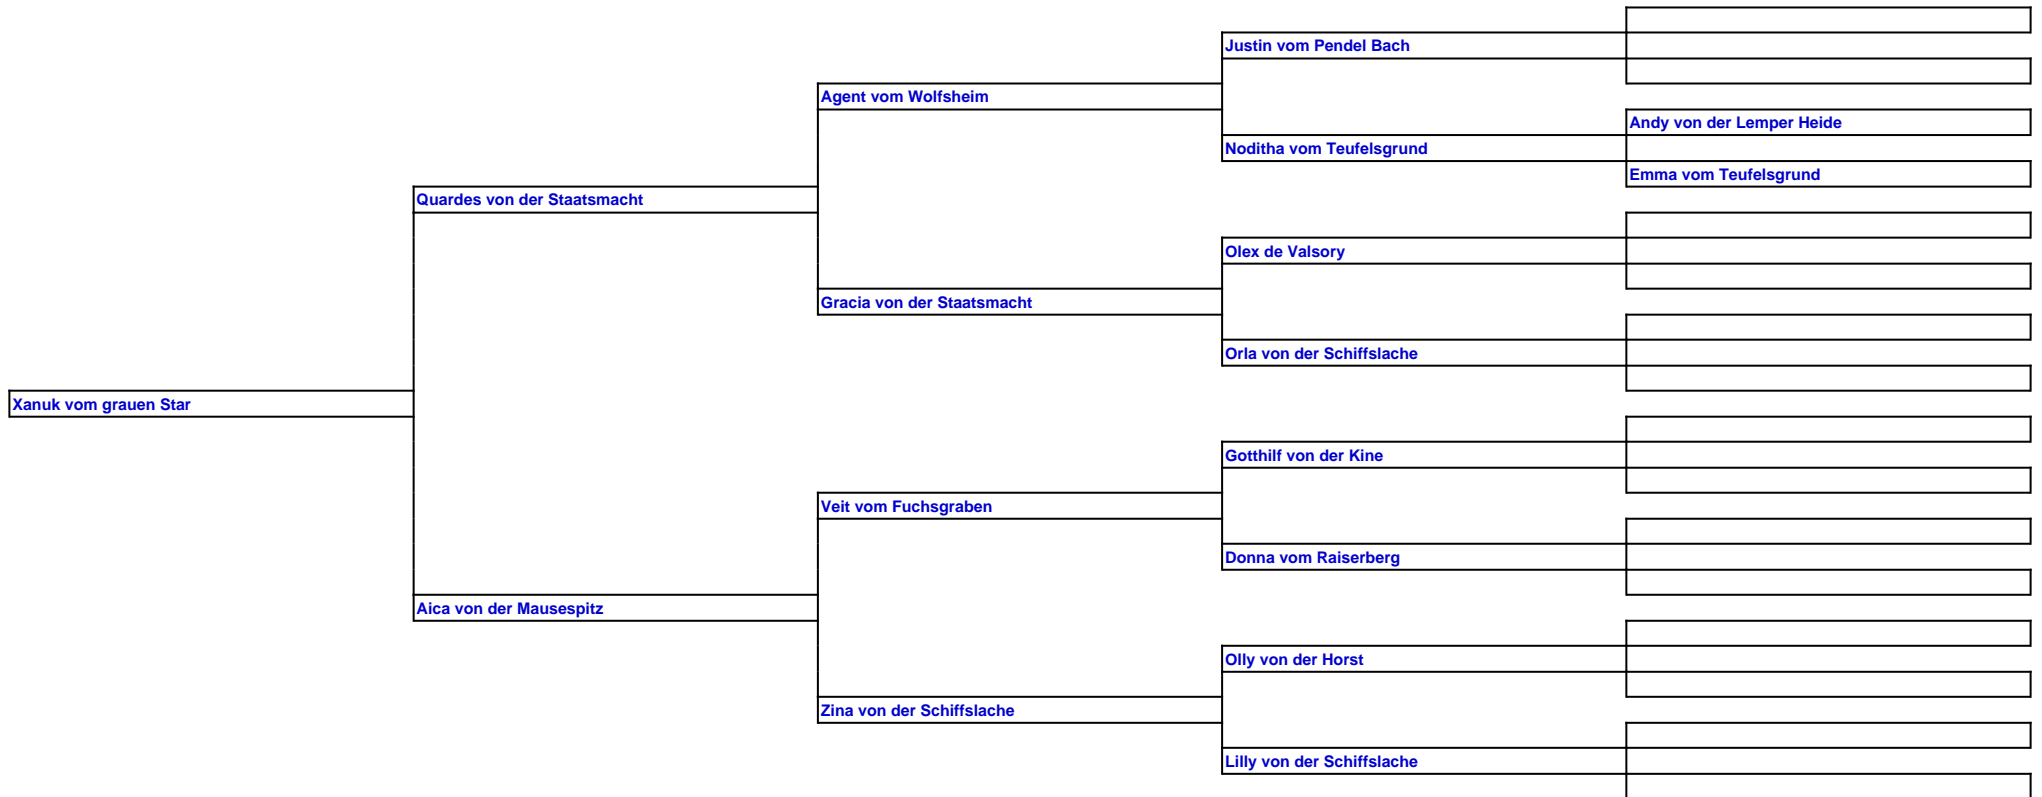 Justin vom Pendel Bach
Agent vom Wolfsheim
Andy von der Lemper Heide
Noditha vom Teufelsgrund
Emma vom Teufelsgrund
Quardes von der Staatsmacht
Olex de Valsory
Gracia von der Staatsmacht
Orla von der Schiffslache
Xanuk vom grauen Star
Gotthilf von der Kine
Veit vom Fuchsgraben
Donna vom Raiserberg
Aica von der Mausespitz
Olly von der Horst
Zina von der Schiffslache
Lilly von der Schiffslache